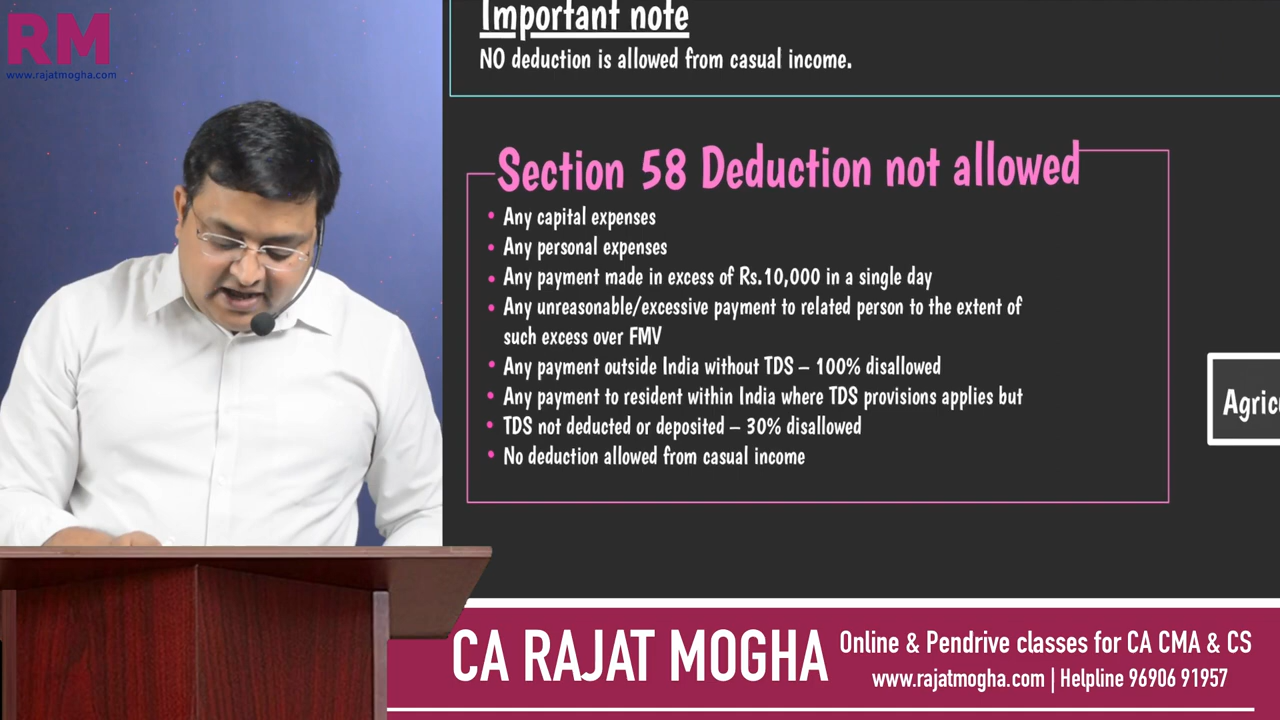 RM
www.rajatmogha.com
Important note
NO deduction is allowed from casual income.
Section 58 Deduction not allowed
• Any capital expenses
• Any personal expenses
• Any payment made in excess of Rs.10,000 in a single day
• Any unreasonable/excessive payment to related person to the extent of
such excess over FMV
• Any payment outside India without TDS – 100% disallowed
• Any payment to resident within India where TDS provisions applies but
• TDS not deducted or deposited – 30% disallowed
• No deduction allowed from casual income
CA RAJAT MOGHA
Online & Pendrive classes for CA CMA & CS
www.rajatmogha.com | Helpline 96906 91957